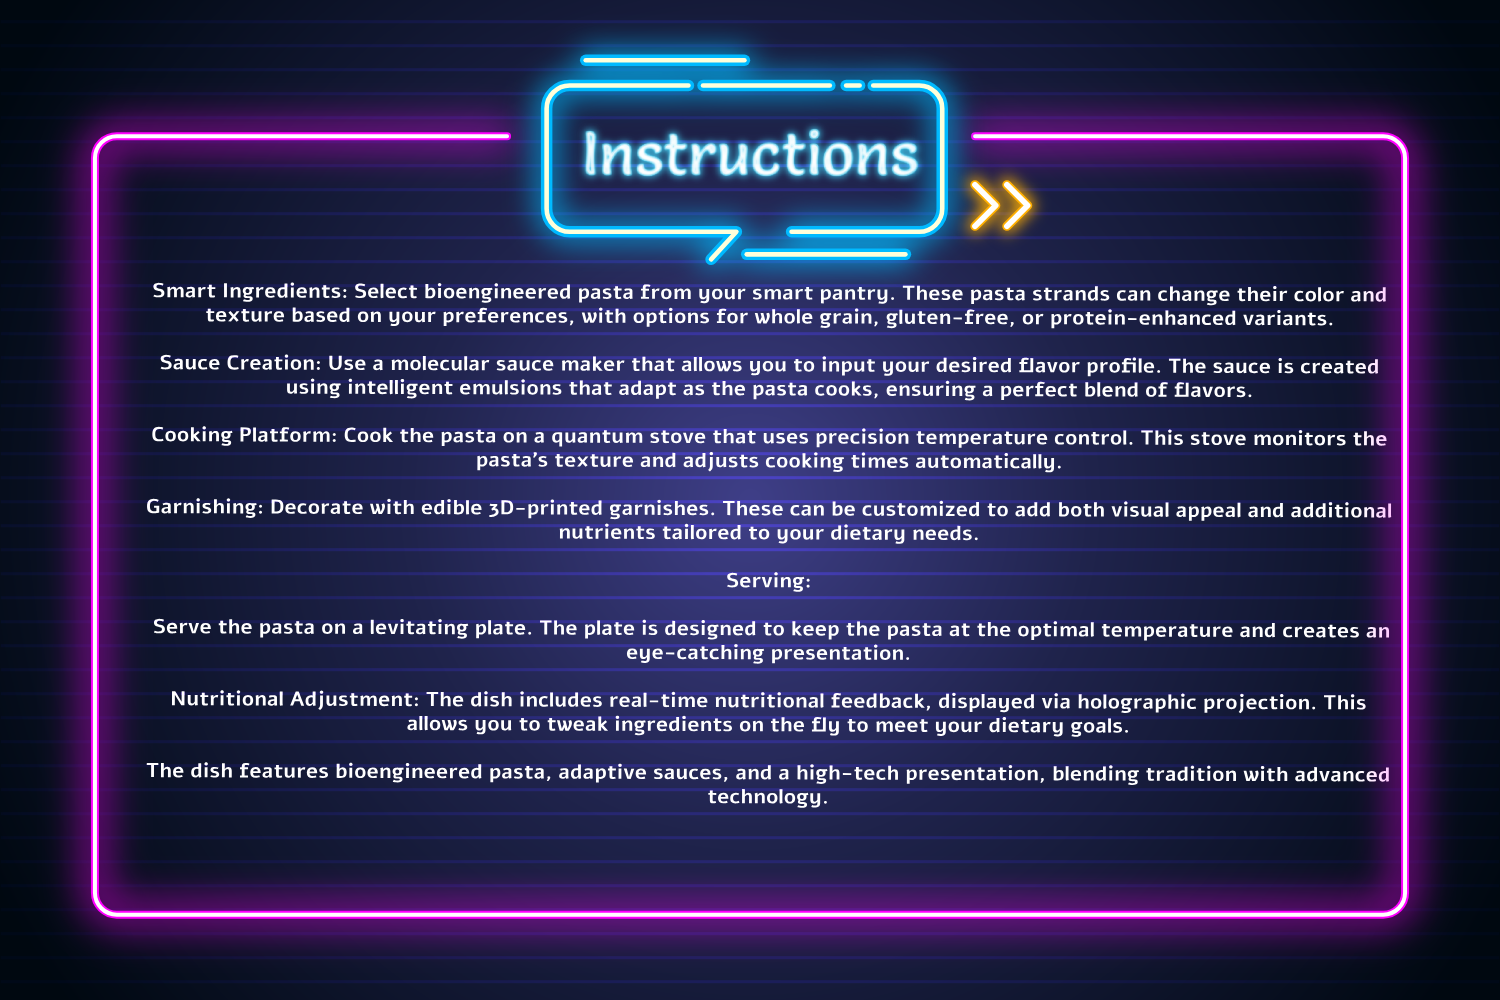 Instructions
Smart Ingredients: Select bioengineered pasta from your smart pantry. These pasta strands can change their color and
texture based on your preferences, with options for whole grain, gluten-free, or protein-enhanced variants.
Sauce Creation: Use a molecular sauce maker that allows you to input your desired flavor profile. The sauce is created
using intelligent emulsions that adapt as the pasta cooks, ensuring a perfect blend of flavors.
Cooking Platform: Cook the pasta on a quantum stove that uses precision temperature control. This stove monitors the
pasta's texture and adjusts cooking times automatically.
Garnishing: Decorate with edible 3D-printed garnishes. These can be customized to add both visual appeal and additional
nutrients tailored to your dietary needs.
Serving:
Serve the pasta on a levitating plate. The plate is designed to keep the pasta at the optimal temperature and creates an
eye-catching presentation.
Nutritional Adjustment: The dish includes real-time nutritional feedback, displayed via holographic projection. This
allows you to tweak ingredients on the fly to meet your dietary goals.
The dish features bioengineered pasta, adaptive sauces, and a high-tech presentation, blending tradition with advanced
technology.